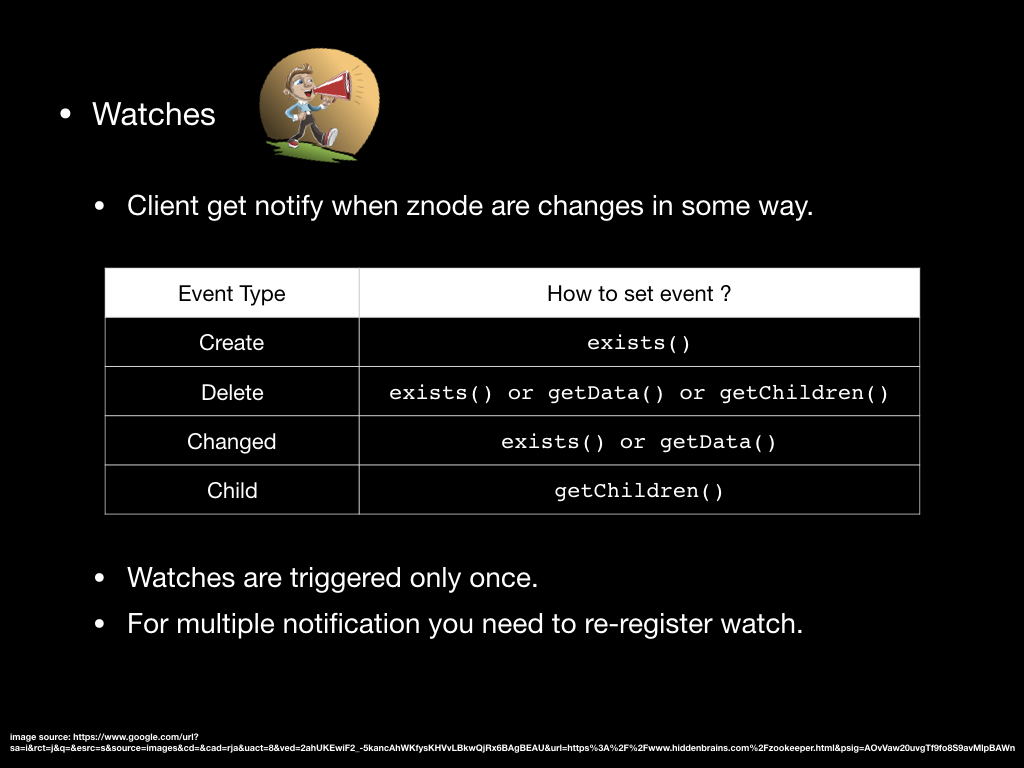 • Watches
• Client get notify when znode are changes in some way.
Event Type How to set event ?
Create exists()
Delete exists() or getData() or getChildren()
Changed exists() or getData()
Child getChildren()
• Watches are triggered only once.
• For multiple notification you need to re-register watch.
image source: https://www.google.com/url?
sa=i&rct=j&q=&esrc=s&source=images&cd=&cad=rja&uact=8&ved=2ahUKEwiF2_-5kancAhWKfysKHVvLBkwQjRx6BAgBEAU&url=https%3A%2F%2Fwww.hiddenbrains.com%2Fzookeeper.html&psig=AOvVaw20uvgTf9fo8S9avMlpBAWn